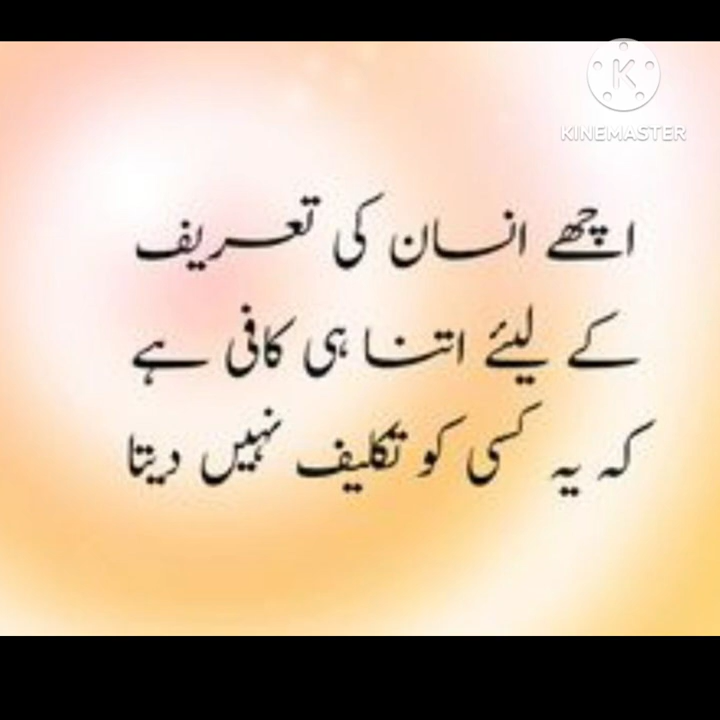 KINEMASTER
اچھے انسان کی تعریف
کے لیئے اتنا ہی کافی ہے
کہ یہ کسی کو تکلیف نہیں دیتا